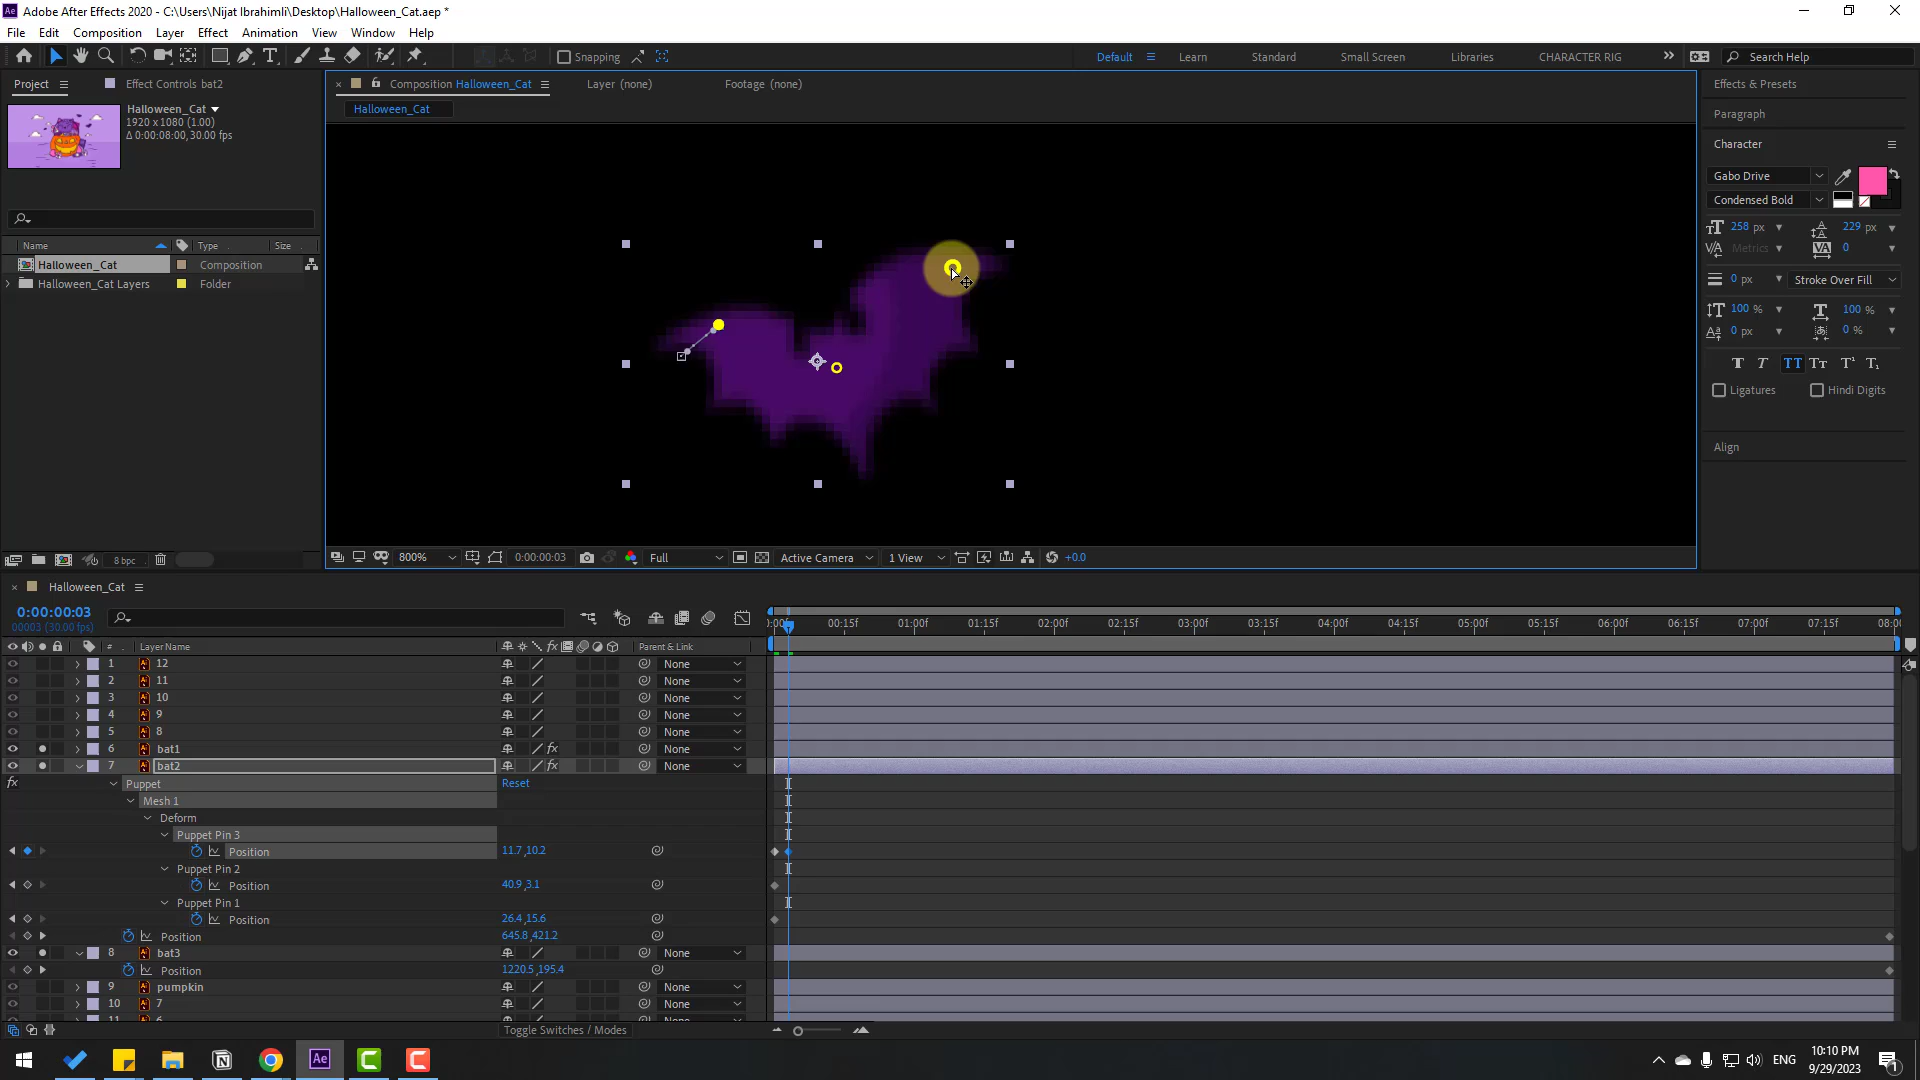 Ae Adobe After Effects 2020 - C:\Users\Nijat Ibrahimli\Desktop\Halloween_Cat.aep *
File Edit Composition Layer Effect Animation View Window Help
Snapping Default Learn Standard Small Screen Libraries CHARACTER RIG Search Help
Project Effect Controls bat2
Halloween_Cat
1920 x 1080 (1.00)
Δ 0:00:08:00, 30.00 fps
Name Type Size
Halloween_Cat Composition
Halloween_Cat Layers Folder
8 bpc
Composition Halloween_Cat Layer (none) Footage (none)
Halloween_Cat
800% 0:00:00:03 Full Active Camera 1 View +0.0
Effects & Presets
Paragraph
Character
Gabo Drive
Condensed Bold
258 px 229 px
Metrics 0
0 px Stroke Over Fill
100 % 100 %
0 px 0 %
Ligatures Hindi Digits
Align
Halloween_Cat
0:00:00:03
00003 (30.00 fps)
00:15f 01:00f 01:15f 02:00f 02:15f 03:00f 03:15f 04:00f 04:15f 05:00f 05:15f 06:00f 06:15f 07:00f 07:15f
# Layer Name Parent & Link
1 12 None
2 11 None
3 10 None
4 9 None
5 8 None
6 bat1 None
7 bat2 None
Puppet Reset
Mesh 1
Deform
Puppet Pin 3
Position 11.7,10.2
Puppet Pin 2
Position 40.9,3.1
Puppet Pin 1
Position 26.4,15.6
Position 645.8,421.2
8 bat3 None
Position 1220.5,195.4
9 pumpkin None
10 7 None
Toggle Switches / Modes
ENG 10:10 PM
9/29/2023